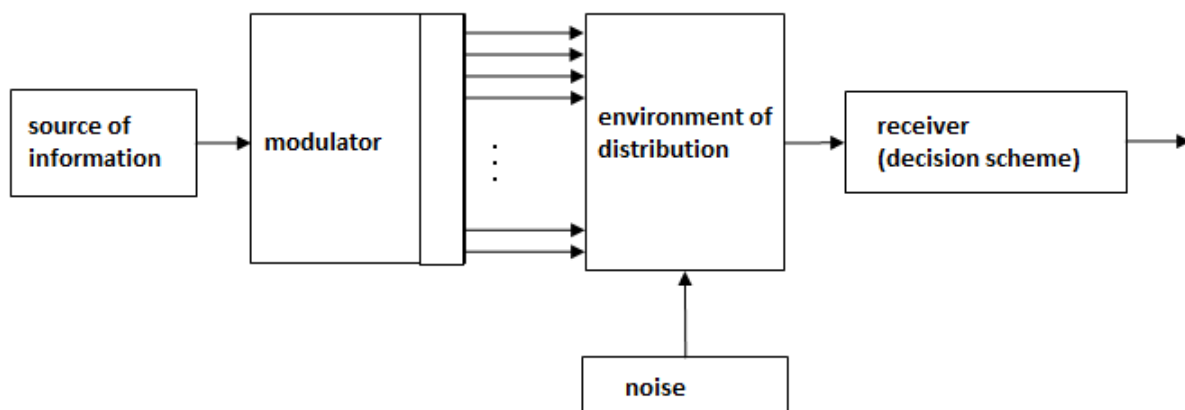 source of
information
modulator
environment of
distribution
receiver
(decision scheme)
noise